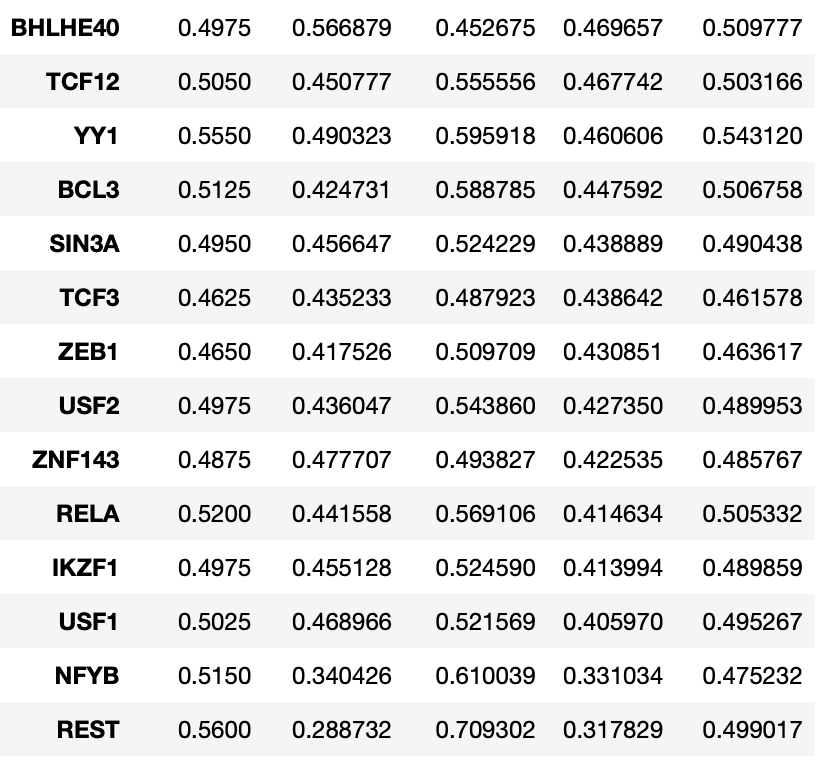 BHLHE40 0.4975 0.566879 0.452675 0.469657 0.509777
TCF12 0.5050 0.450777 0.555556 0.467742 0.503166
YY1 0.5550 0.490323 0.595918 0.460606 0.543120
BCL3 0.5125 0.424731 0.588785 0.447592 0.506758
SIN3A 0.4950 0.456647 0.524229 0.438889 0.490438
TCF3 0.4625 0.435233 0.487923 0.438642 0.461578
ZEB1 0.4650 0.417526 0.509709 0.430851 0.463617
USF2 0.4975 0.436047 0.543860 0.427350 0.489953
ZNF143 0.4875 0.477707 0.493827 0.422535 0.485767
RELA 0.5200 0.441558 0.569106 0.414634 0.505332
IKZF1 0.4975 0.455128 0.524590 0.413994 0.489859
USF1 0.5025 0.468966 0.521569 0.405970 0.495267
NFYB 0.5150 0.340426 0.610039 0.331034 0.475232
REST 0.5600 0.288732 0.709302 0.317829 0.499017